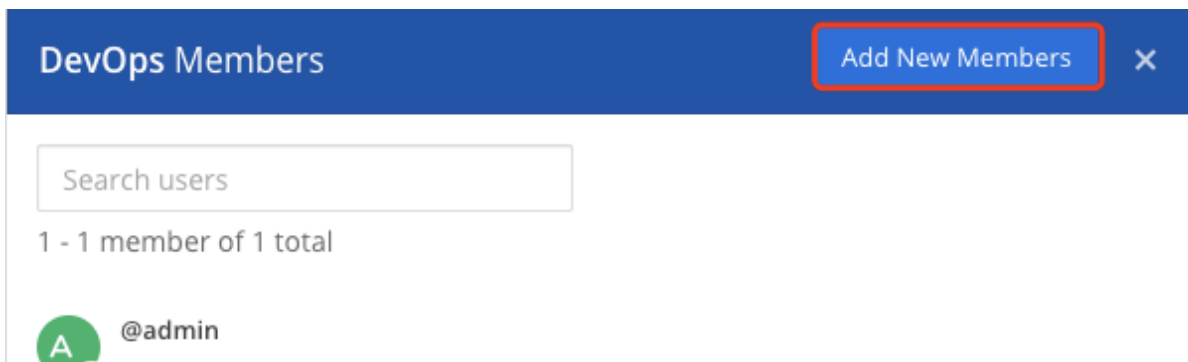 DevOps Members
Add New Members
×
Search users
1 - 1 member of 1 total
A
@admin